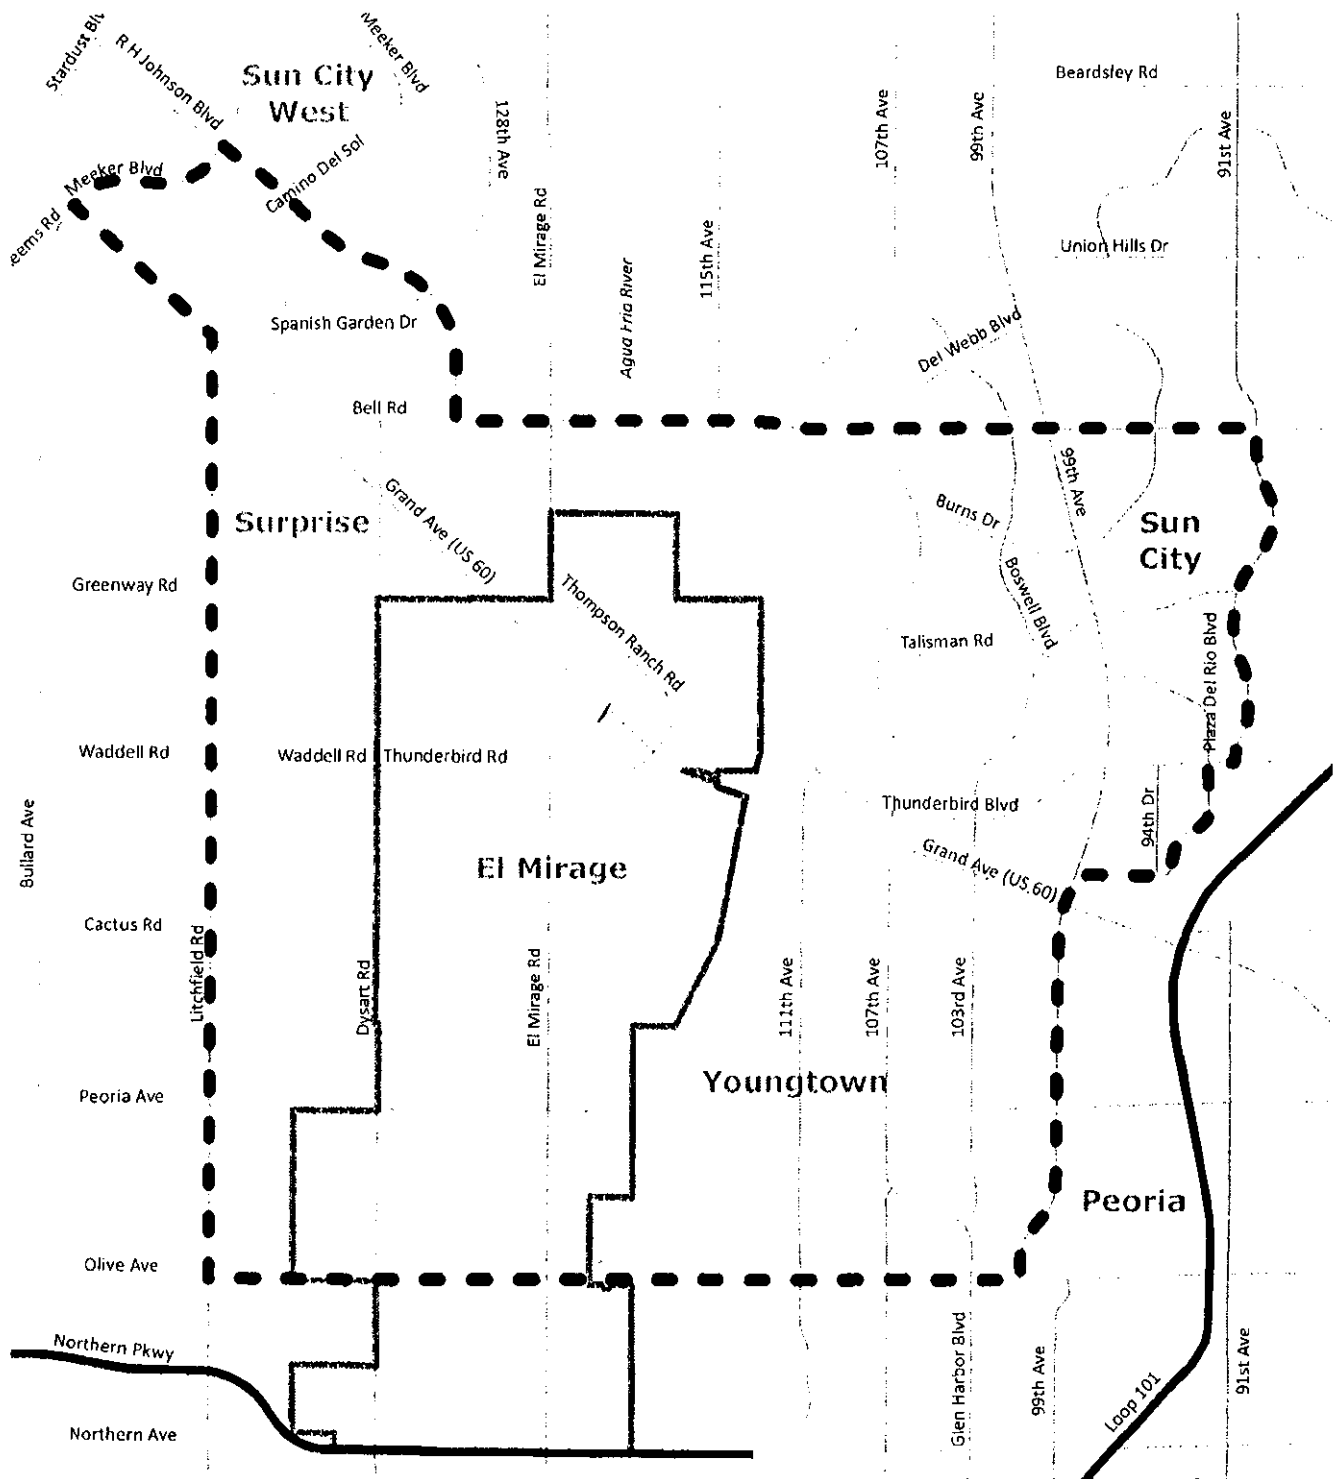 Stardust Blv
R H Johnson Blvd
Meeker Blvd
Sun City
West
Beardsley Rd
128th Ave
107th Ave
99th Ave
91st Ave
Meeker Blvd
Camino Del Sol
eems Rd
El Mirage Rd
Agua Fria River
115th Ave
Union Hills Dr
Spanish Garden Dr
Del Webb Blvd
Bell Rd
Grand Ave (US 60)
Surprise
99th Ave
Burns Dr
Sun
City
Greenway Rd
Thompson Ranch Rd
Boswell Blvd
Talisman Rd
Plaza Del Rio Blvd
Waddell Rd
Waddell Rd
Thunderbird Rd
Thunderbird Blvd
94th Dr
Bullard Ave
El Mirage
Grand Ave (US 60)
Cactus Rd
Litchfield Rd
Dysart Rd
El Mirage Rd
111th Ave
107th Ave
103rd Ave
Youngtown
Peoria Ave
Peoria
Olive Ave
Northern Pkwy
Glen Harbor Blvd
99th Ave
Loop 101
91st Ave
Northern Ave